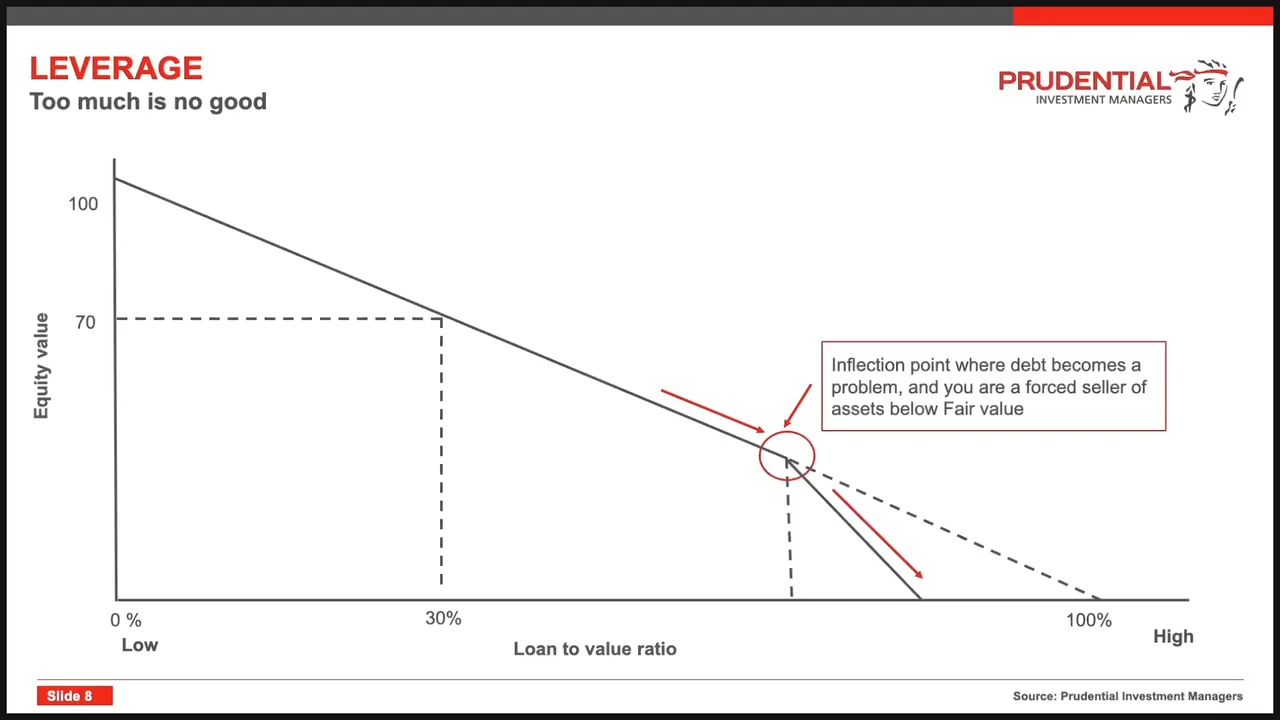 LEVERAGE
Too much is no good
PRUDENTIAL
INVESTMENT MANAGERS
100
70
Equity value
Inflection point where debt becomes a
problem, and you are a forced seller of
assets below Fair value
0 %
30%
100%
Low
Loan to value ratio
High
Slide 8
Source: Prudential Investment Managers